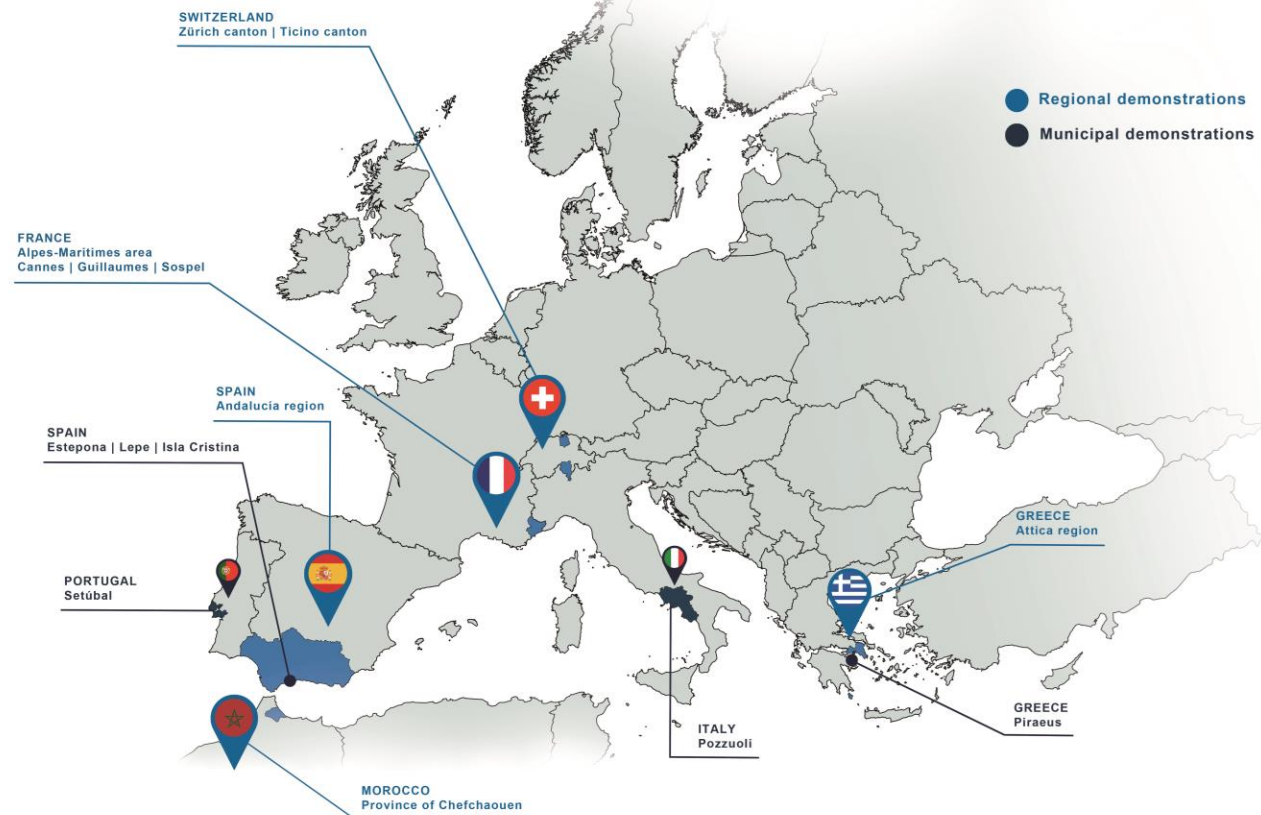 SWITZERLAND
Zürich canton | Ticino canton
Regional demonstrations
Municipal demonstrations
FRANCE
Alpes-Maritimes area
Cannes | Guillaumes | Sospel
SPAIN
Andalucía region
SPAIN
Estepona | Lepe | Isla Cristina
GREECE
Attica region
PORTUGAL
Setúbal
GREECE
Piraeus
ITALY
Pozzuoli
MOROCCO
Province of Chefchaouen